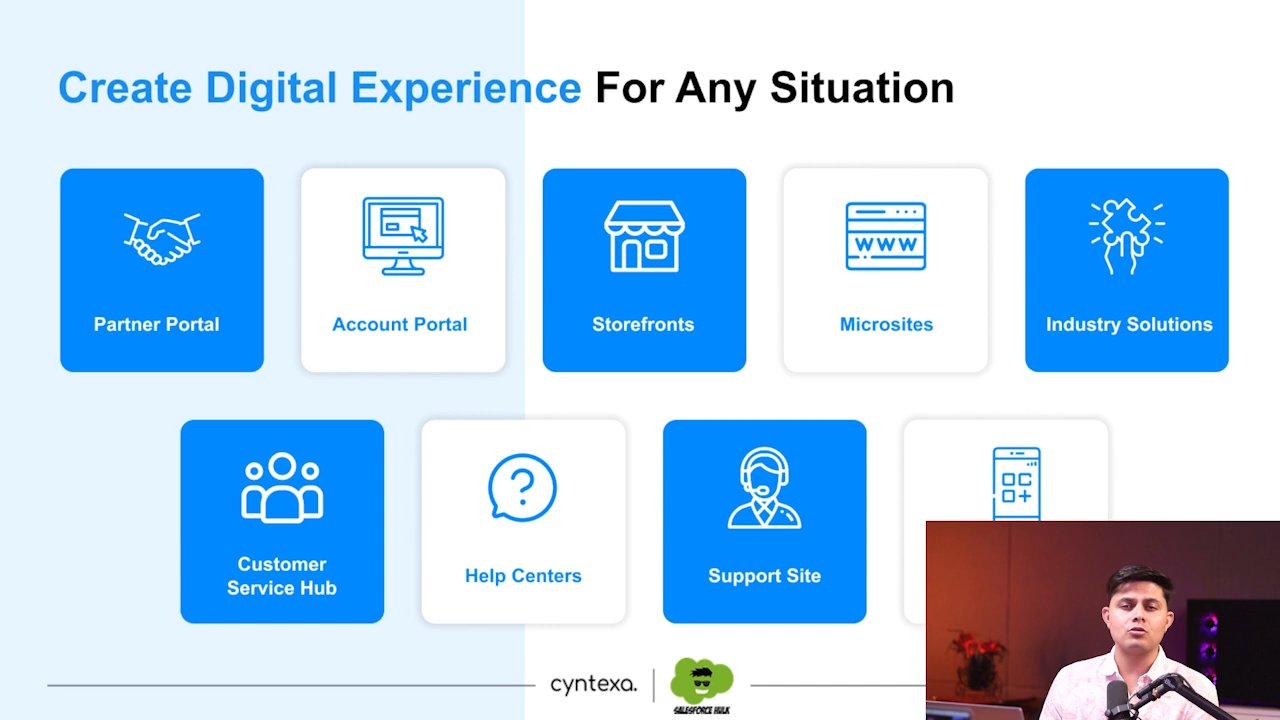 Create Digital Experience For Any Situation
Partner Portal
Account Portal
Storefronts
WWW
Microsites
Industry Solutions
Customer
Service Hub
Help Centers
?
Support Site
cyntexa.
SALESFORCE HULK